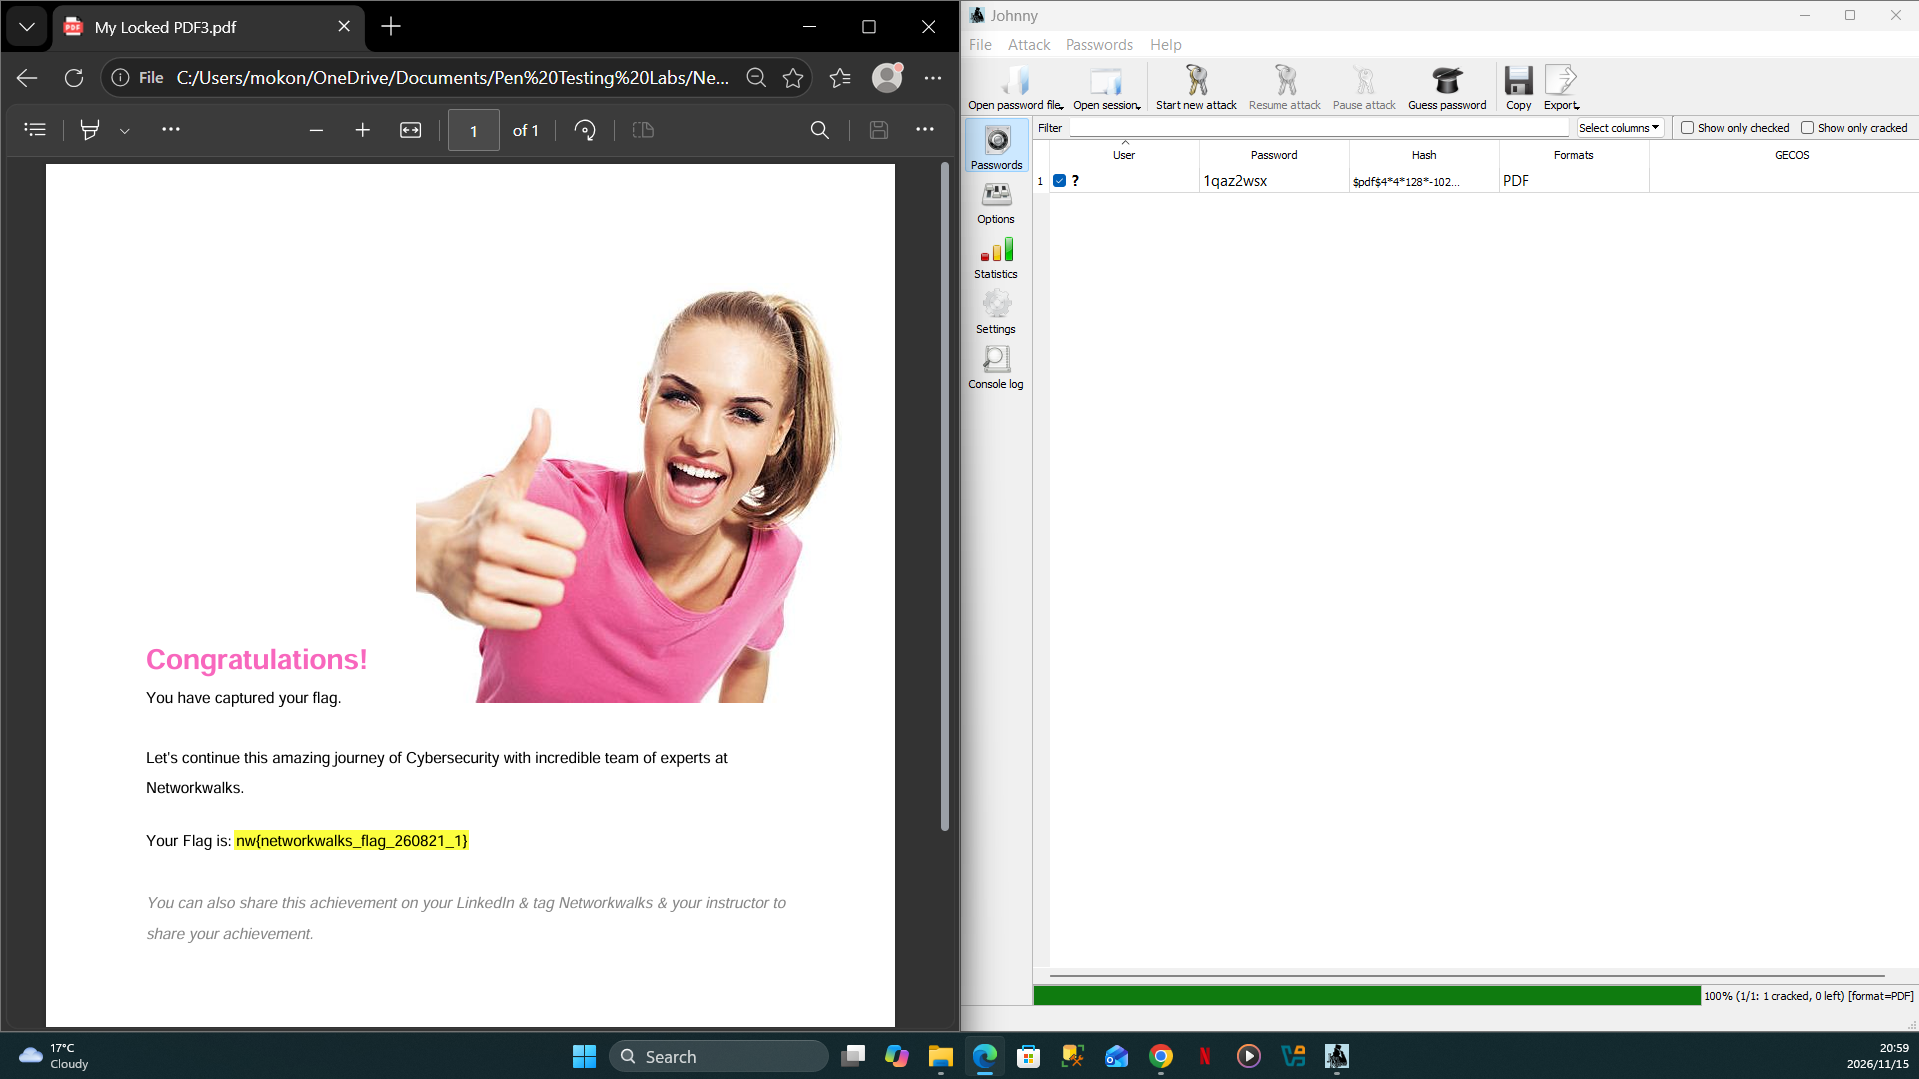 My Locked PDF3.pdf
File C:/Users/mokon/OneDrive/Documents/Pen%20Testing%20Labs/Ne...
1 of 1
Congratulations!
You have captured your flag.
Let's continue this amazing journey of Cybersecurity with incredible team of experts at
Networkwalks.
Your Flag is: nw{networkwalks_flag_260821_1}
You can also share this achievement on your LinkedIn & tag Networkwalks & your instructor to
share your achievement.
Johnny
File Attack Passwords Help
Open password file Open session Start new attack Resume attack Pause attack Guess password Copy Export
Passwords
Options
Statistics
Settings
Console log
Filter Select columns Show only checked Show only cracked
User Password Hash Formats GECOS
1 ? 1qaz2wsx $pdf$4*4*128*-102... PDF
100% (1/1: 1 cracked, 0 left) [format=PDF]
17°C
Cloudy
Search
20:59
2026/11/15